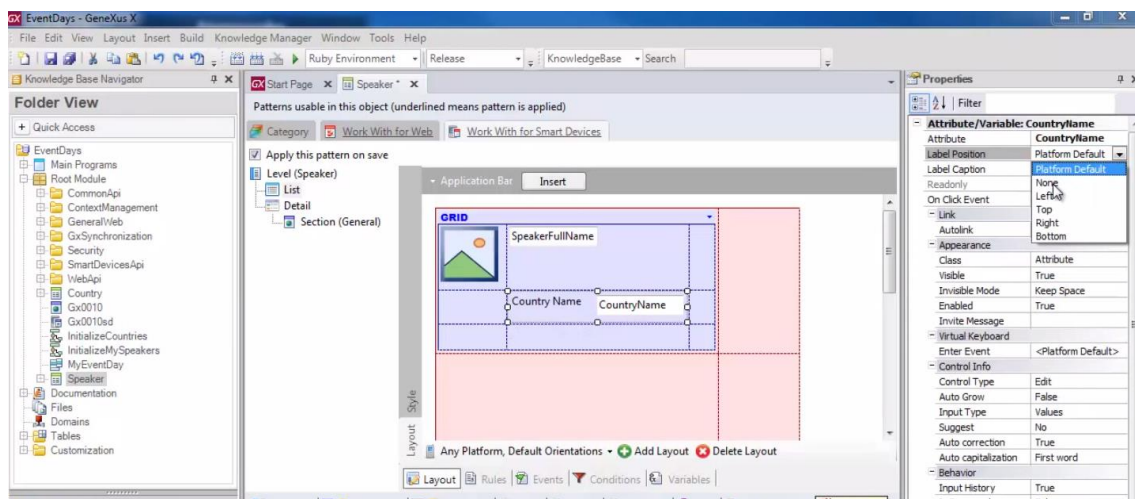 EventDays - GeneXus X
File Edit View Layout Insert Build Knowledge Manager Window Tools Help
Ruby Environment Release KnowledgeBase Search
Knowledge Base Navigator
Folder View
+ Quick Access
EventDays
Main Programs
Root Module
CommonApi
ContextManagement
GeneralWeb
GxSynchronization
Security
SmartDevicesApi
WebApi
Country
Gx0010
Gx0010sd
InitializeCountries
InitializeMySpeakers
MyEventDay
Speaker
Documentation
Files
Domains
Tables
Customization
GX Start Page Speaker *
Patterns usable in this object (underlined means pattern is applied)
Category Work With for Web Work With for Smart Devices
Apply this pattern on save
Level (Speaker)
List
Detail
Section (General)
Application Bar Insert
GRID
SpeakerFullName
Country Name CountryName
Style
Layout
Any Platform, Default Orientations Add Layout Delete Layout
Layout Rules Events Conditions Variables
Properties
Filter
Attribute/Variable: CountryName
Attribute CountryName
Label Position Platform Default
Label Caption Platform Default
Readonly None
On Click Event Left
Link Top
Autolink Right
Appearance Bottom
Class Attribute
Visible True
Invisible Mode Keep Space
Enabled True
Invite Message
Virtual Keyboard
Enter Event <Platform Default>
Control Info
Control Type Edit
Auto Grow False
Input Type Values
Suggest No
Auto correction True
Auto capitalization First word
Behavior
Input History True